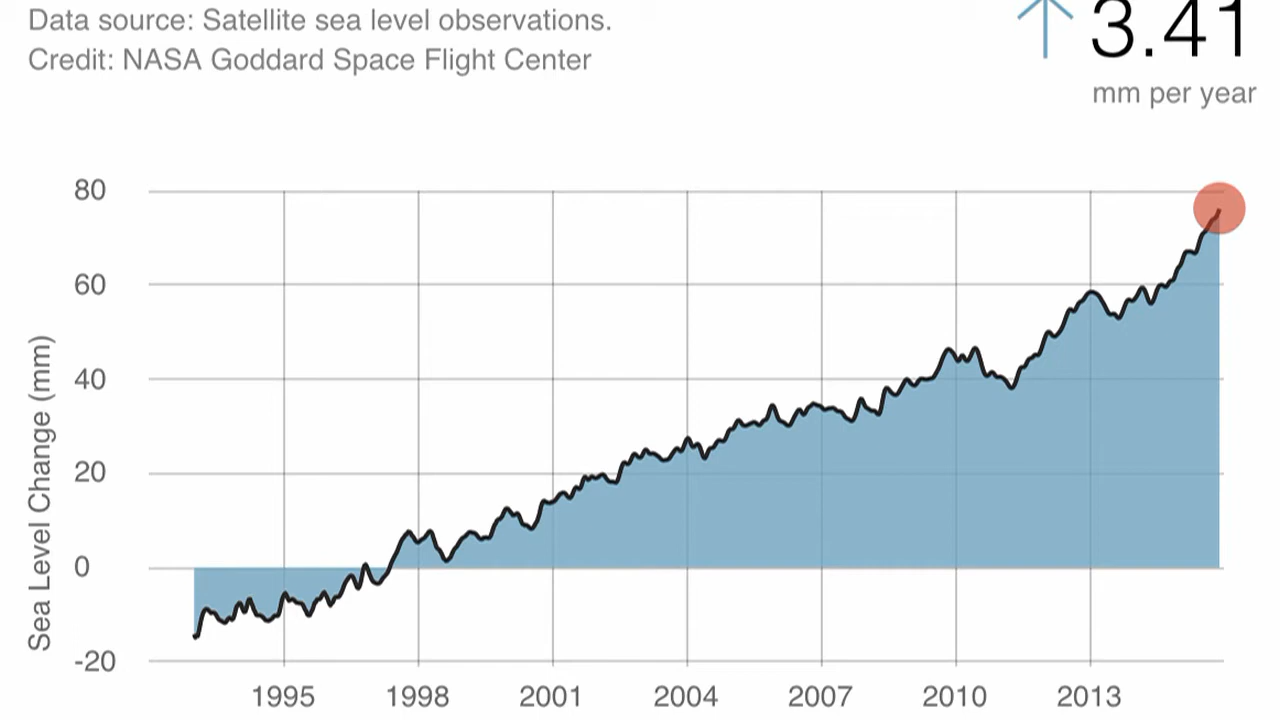 Data source: Satellite sea level observations.
Credit: NASA Goddard Space Flight Center
3.41
mm per year
Sea Level Change (mm)
80
60
40
20
0
-20
1995 1998 2001 2004 2007 2010 2013